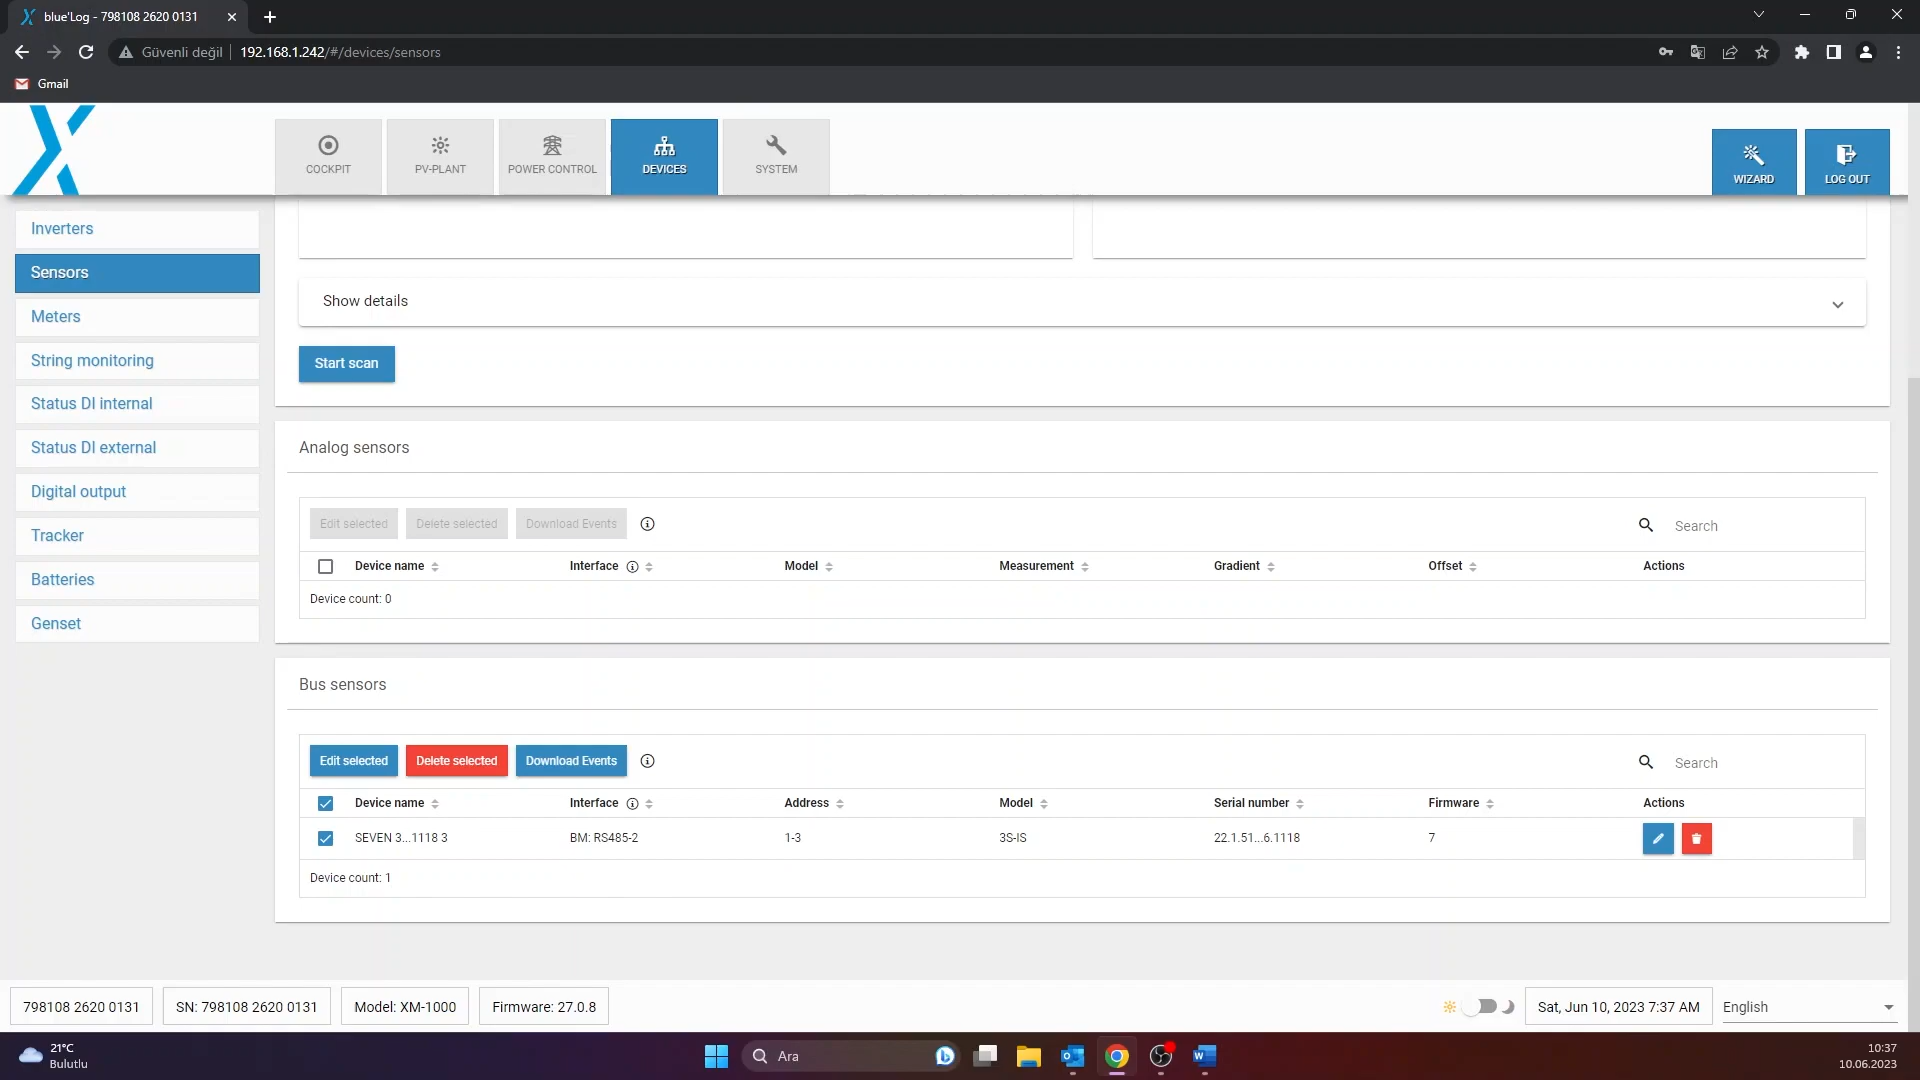 blue'Log - 798108 2620 0131
Güvenli değil
192.168.1.242/#/devices/sensors
Gmail
COCKPIT
PV-PLANT
POWER CONTROL
DEVICES
SYSTEM
WIZARD
LOG OUT
Inverters
Sensors
Meters
String monitoring
Status DI internal
Status DI external
Digital output
Tracker
Batteries
Genset
Show details
Start scan
Analog sensors
Edit selected Delete selected Download Events
Search
Device name Interface Model Measurement Gradient Offset Actions
Device count: 0
Bus sensors
Edit selected Delete selected Download Events
Search
Device name Interface Address Model Serial number Firmware Actions
SEVEN 3...1118 3 BM: RS485-2 1-3 3S-IS 22.1.51...6.1118 7
Device count: 1
798108 2620 0131
SN: 798108 2620 0131
Model: XM-1000
Firmware: 27.0.8
Sat, Jun 10, 2023 7:37 AM
English
21°C
Bulutlu
Ara
10:37
10.06.2023